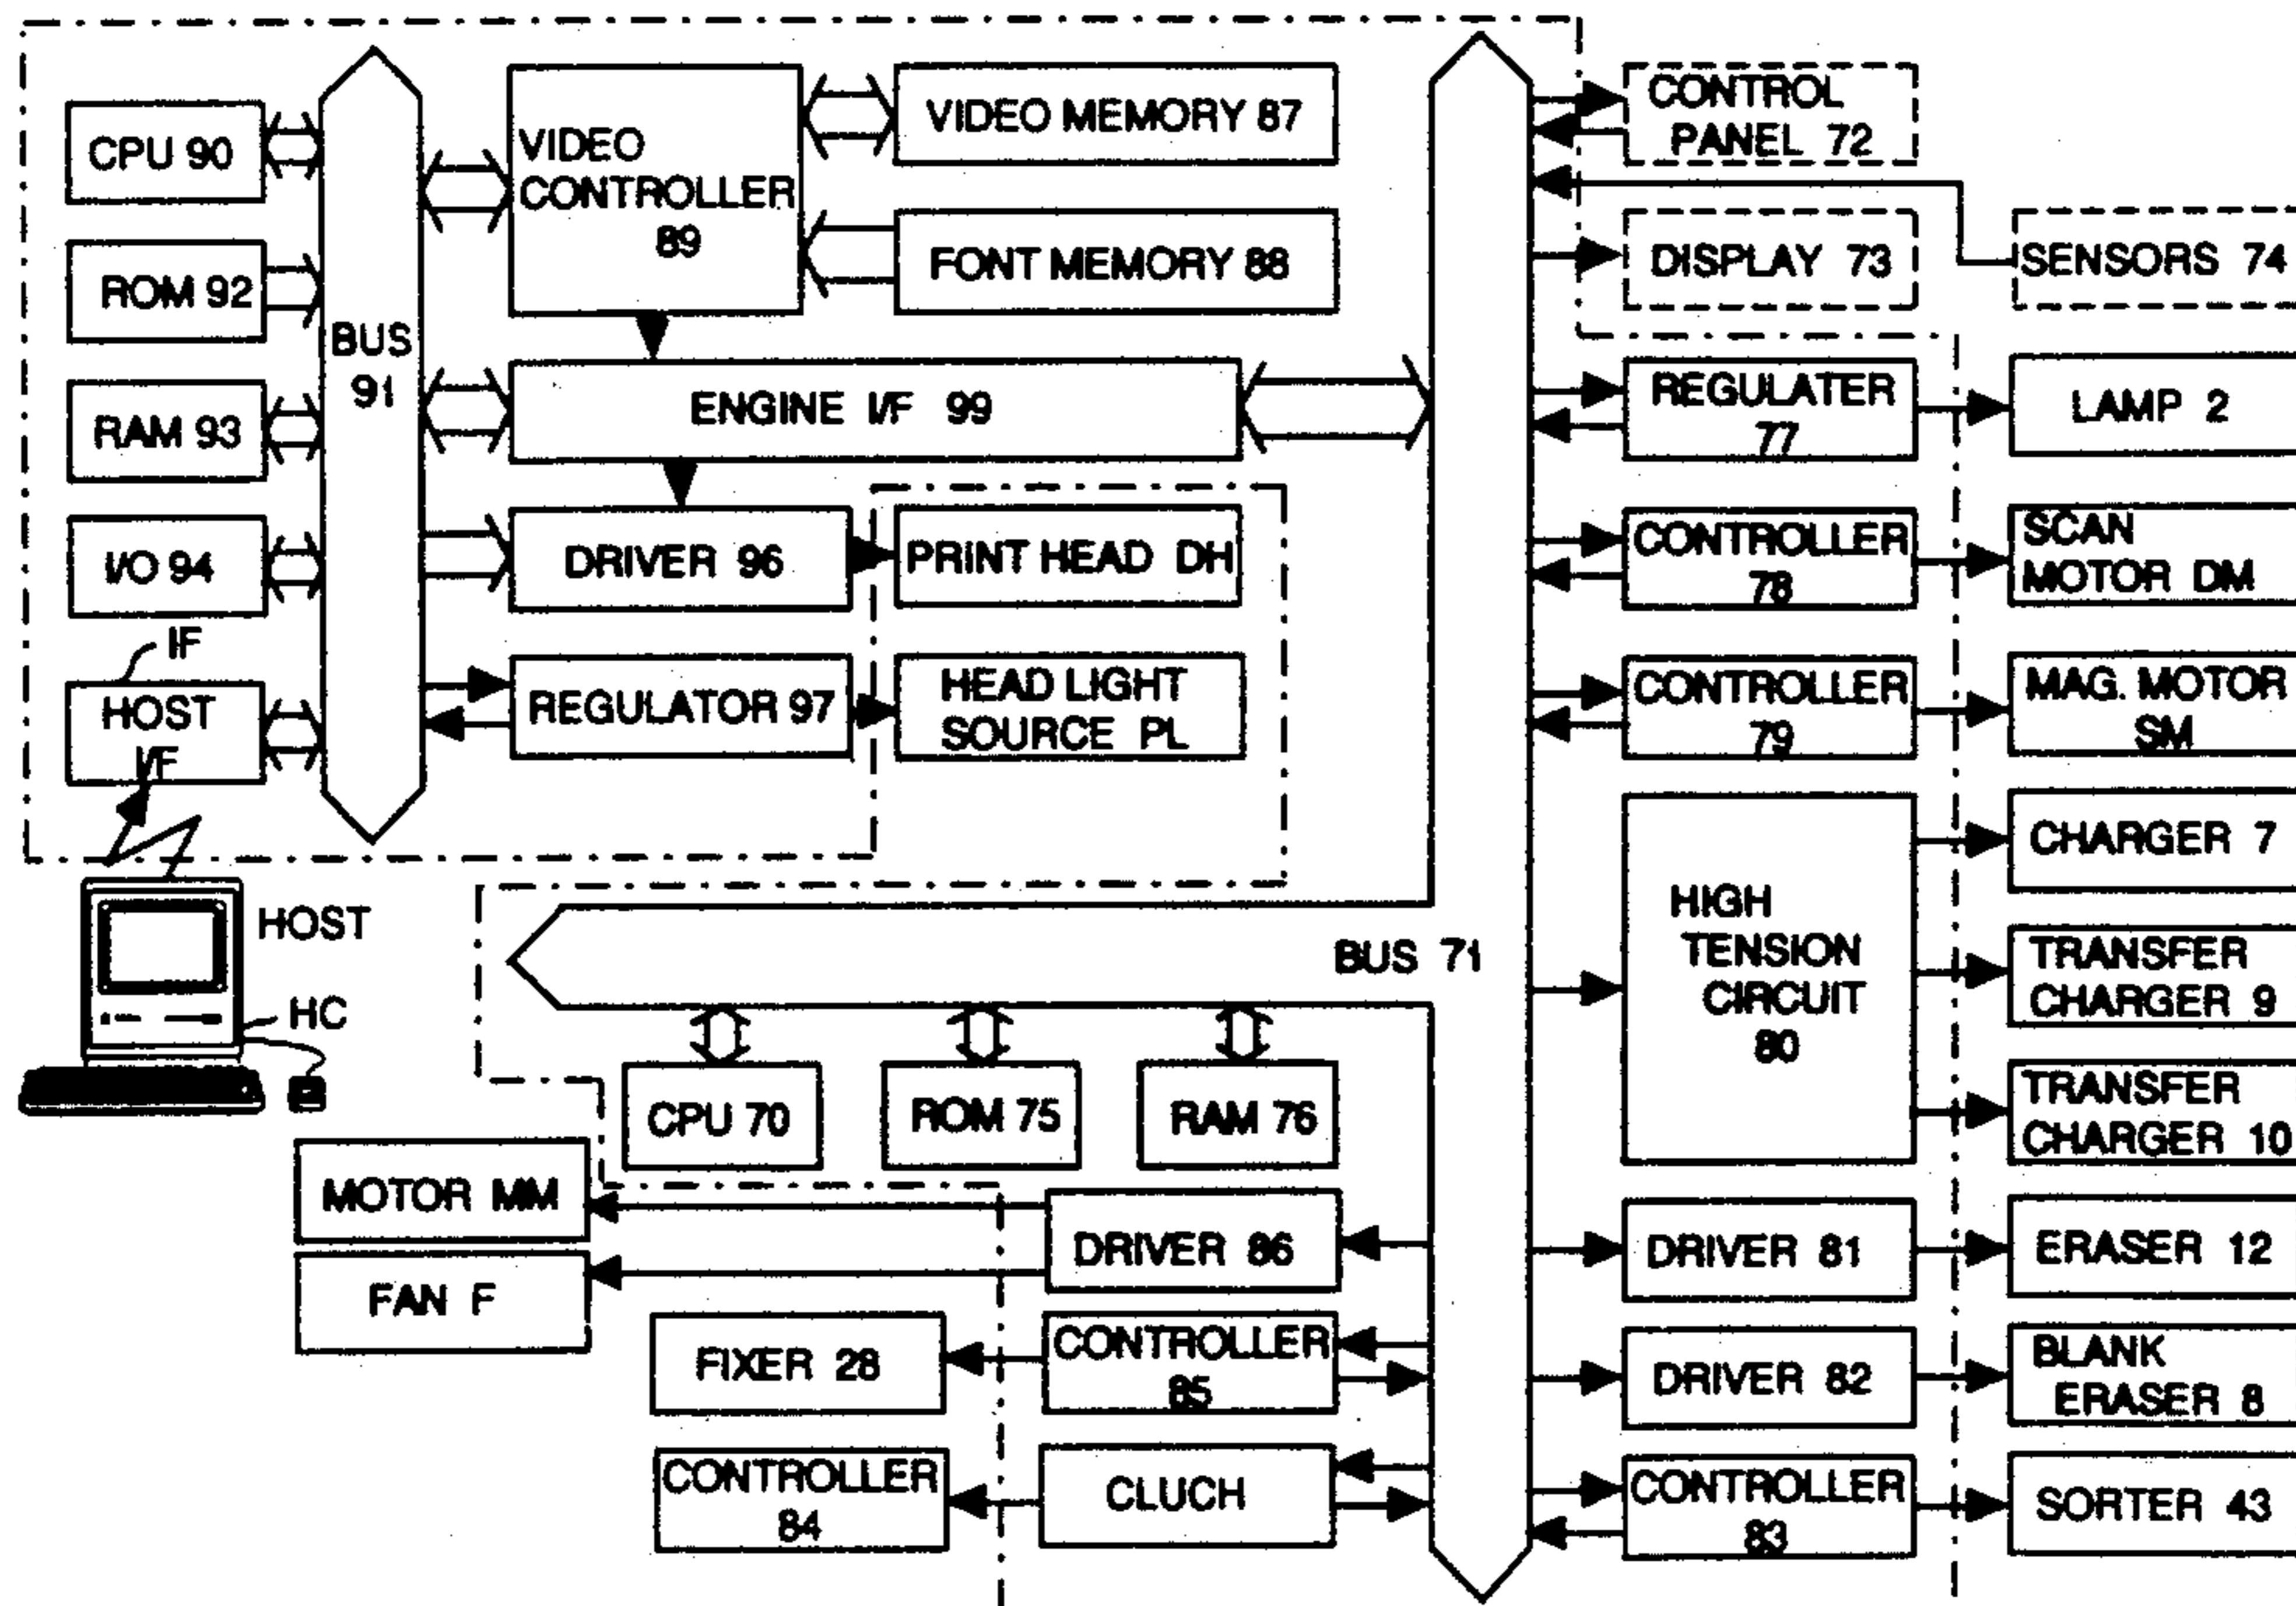 CPU 90
ROM 92
RAM 93
I/O 94
IF
HOST
I/F
BUS
91
VIDEO
CONTROLLER
89
VIDEO MEMORY 87
FONT MEMORY 88
ENGINE I/F 99
DRIVER 96
PRINT HEAD DH
REGULATOR 97
HEAD LIGHT
SOURCE PL
HOST
HC
BUS 71
CPU 70
ROM 75
RAM 76
MOTOR MM
FAN F
DRIVER 86
FIXER 28
CONTROLLER
85
CONTROLLER
84
CLUCH
CONTROL
PANEL 72
DISPLAY 73
SENSORS 74
REGULATER
77
LAMP 2
CONTROLLER
78
SCAN
MOTOR DM
CONTROLLER
79
MAG. MOTOR
SM
HIGH
TENSION
CIRCUIT
80
CHARGER 7
TRANSFER
CHARGER 9
TRANSFER
CHARGER 10
DRIVER 81
ERASER 12
DRIVER 82
BLANK
ERASER 8
CONTROLLER
83
SORTER 43